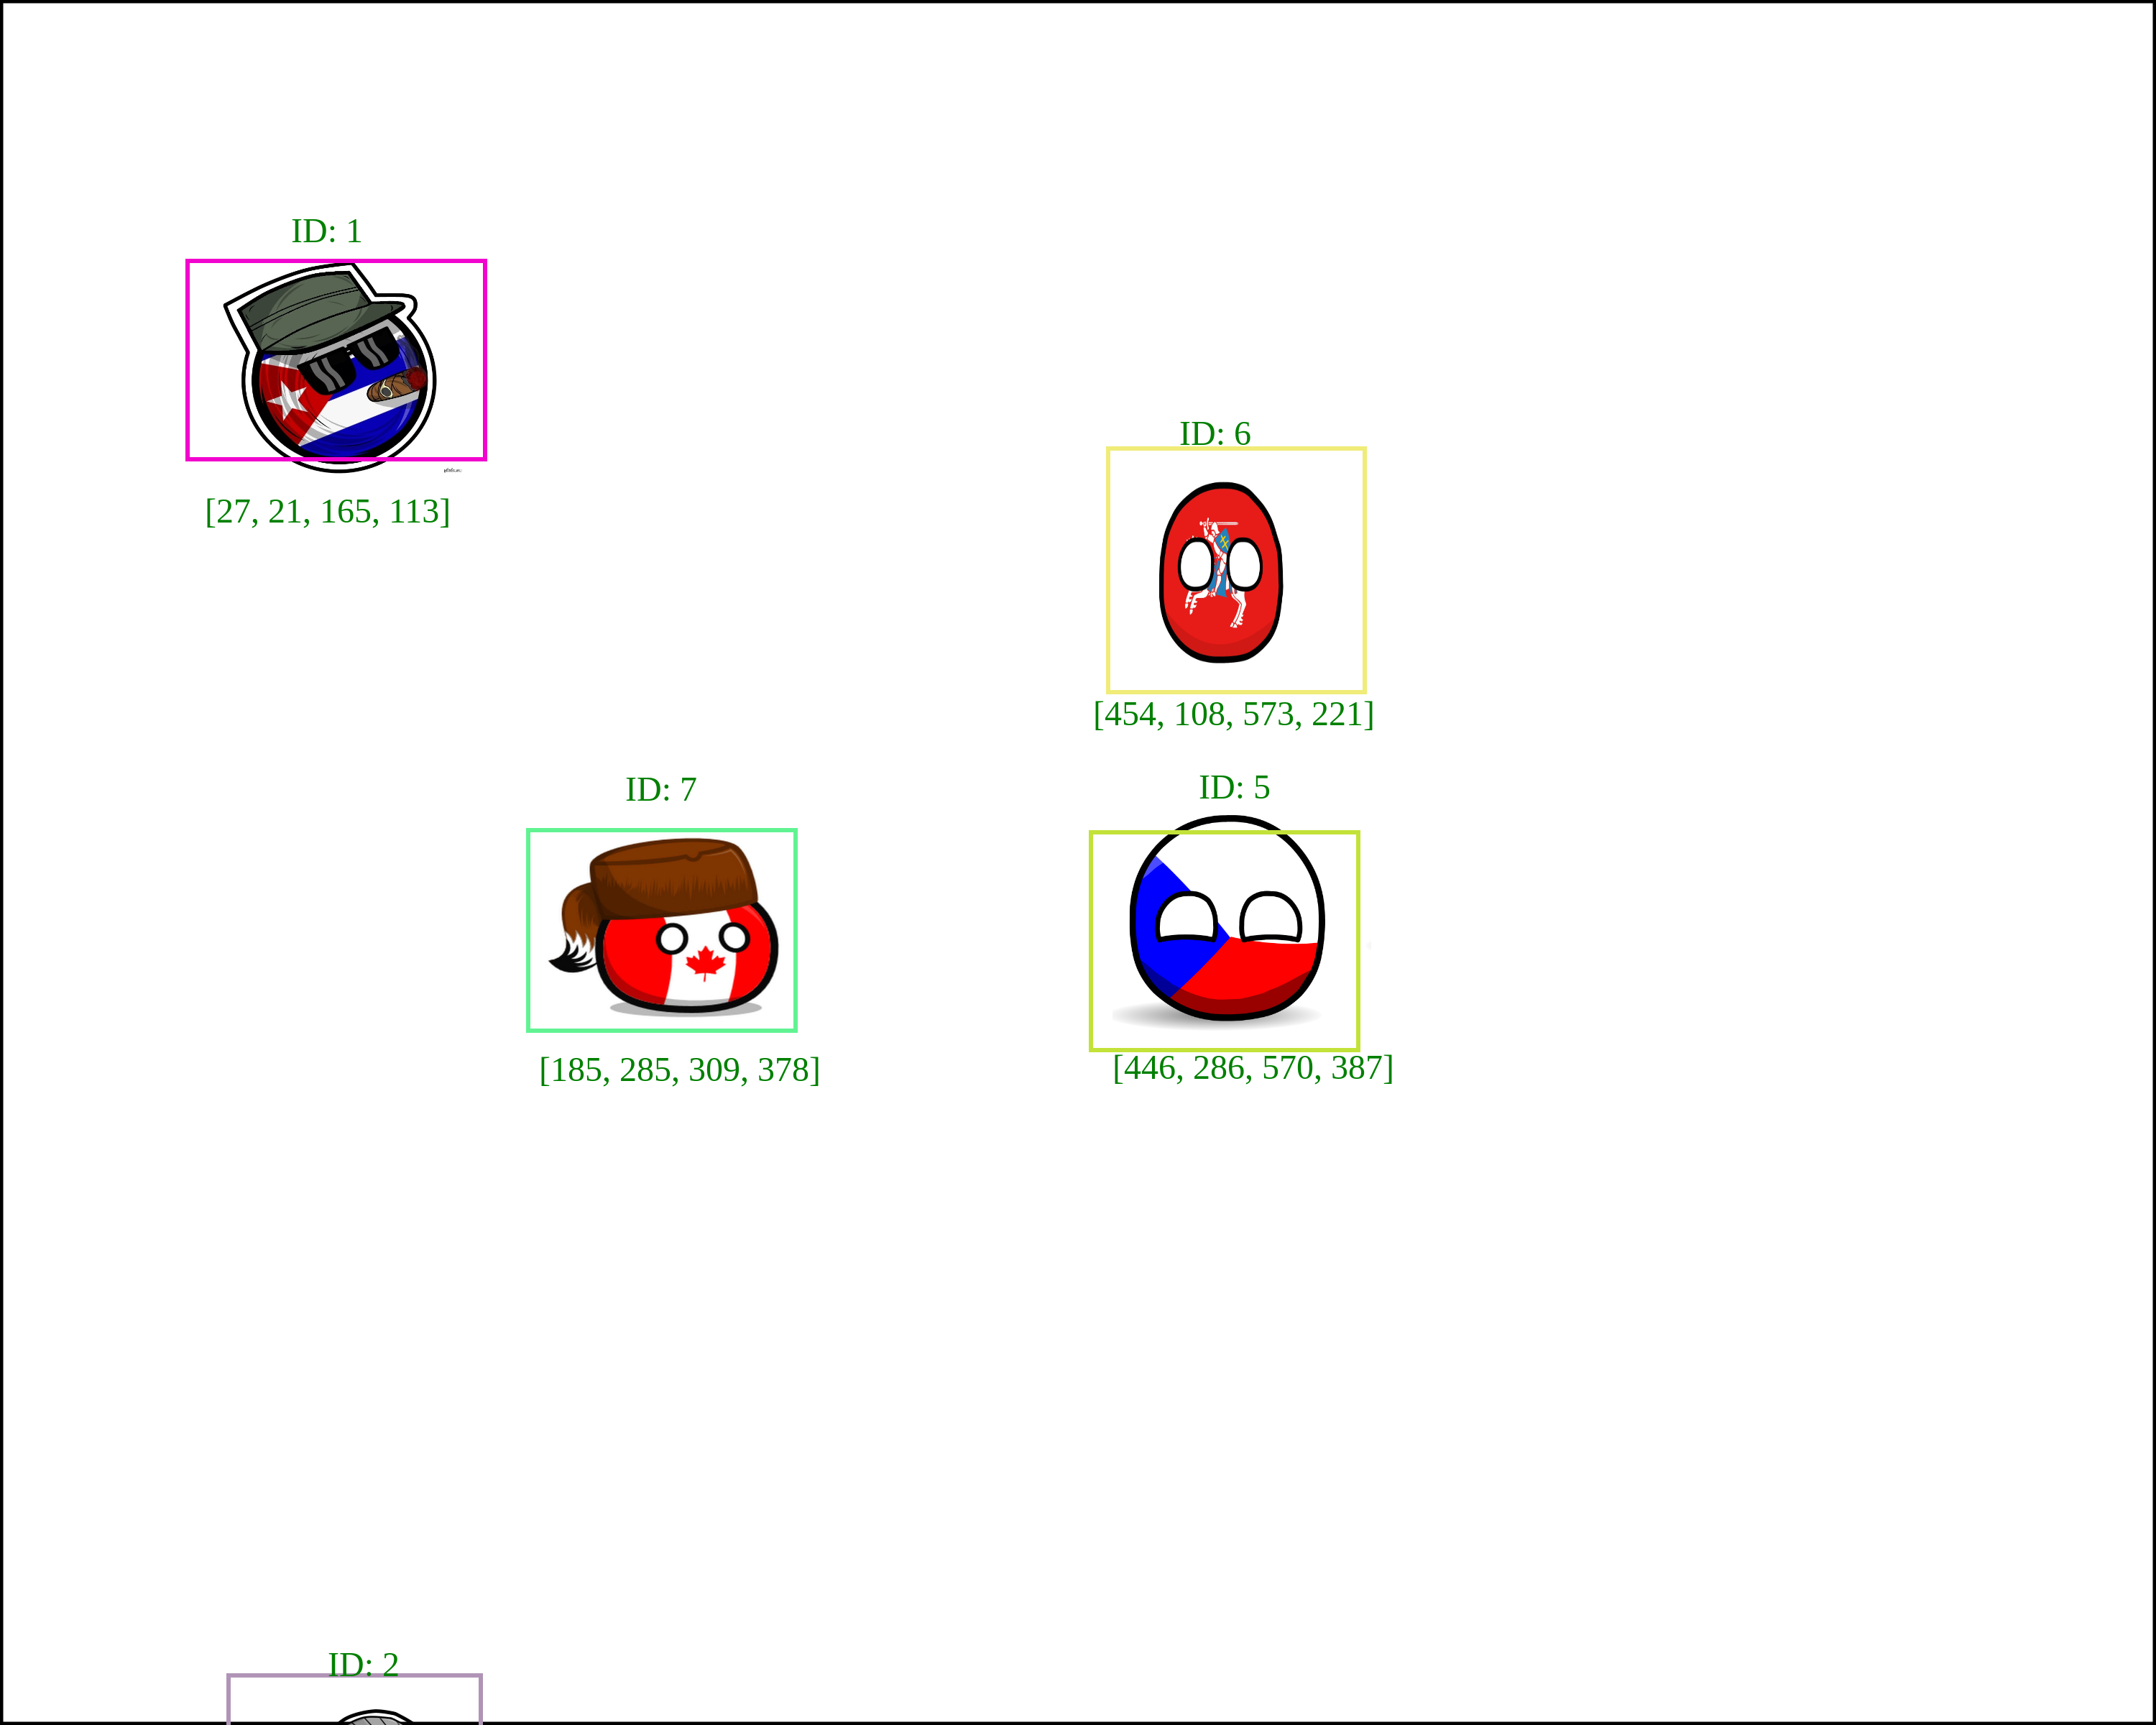 ID: 1
[27, 21, 165, 113]
ID: 6
[454, 108, 573, 221]
ID: 7
[185, 285, 309, 378]
ID: 5
[446, 286, 570, 387]
ID: 2